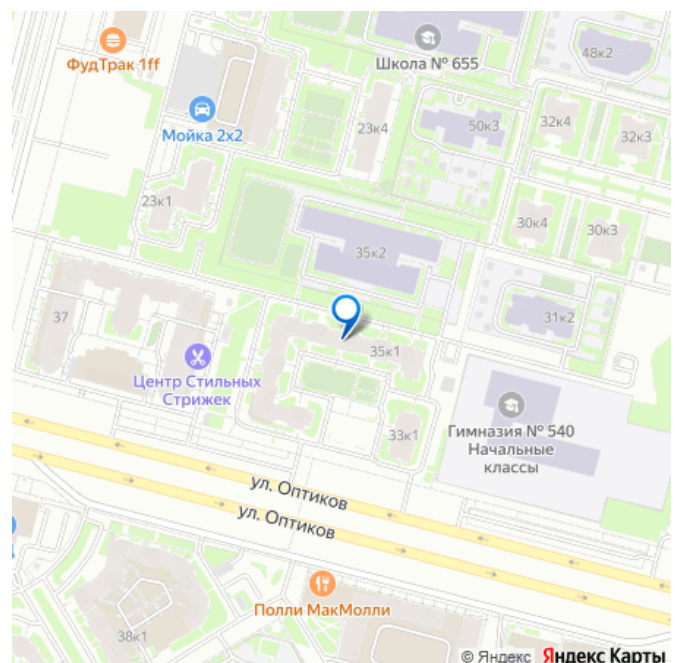 ФудТрак 1ff
Школа № 655
48к2
Мойка 2x2
23к4
50к3
32к4
32к3
23к1
30к4
30к3
35к2
37
31к2
35к1
Центр Стильных
Стрижек
33к1
Гимназия № 540
Начальные
классы
ул. Оптиков
ул. Оптиков
Полли МакМолли
38к1
© Яндекс Яндекс Карты